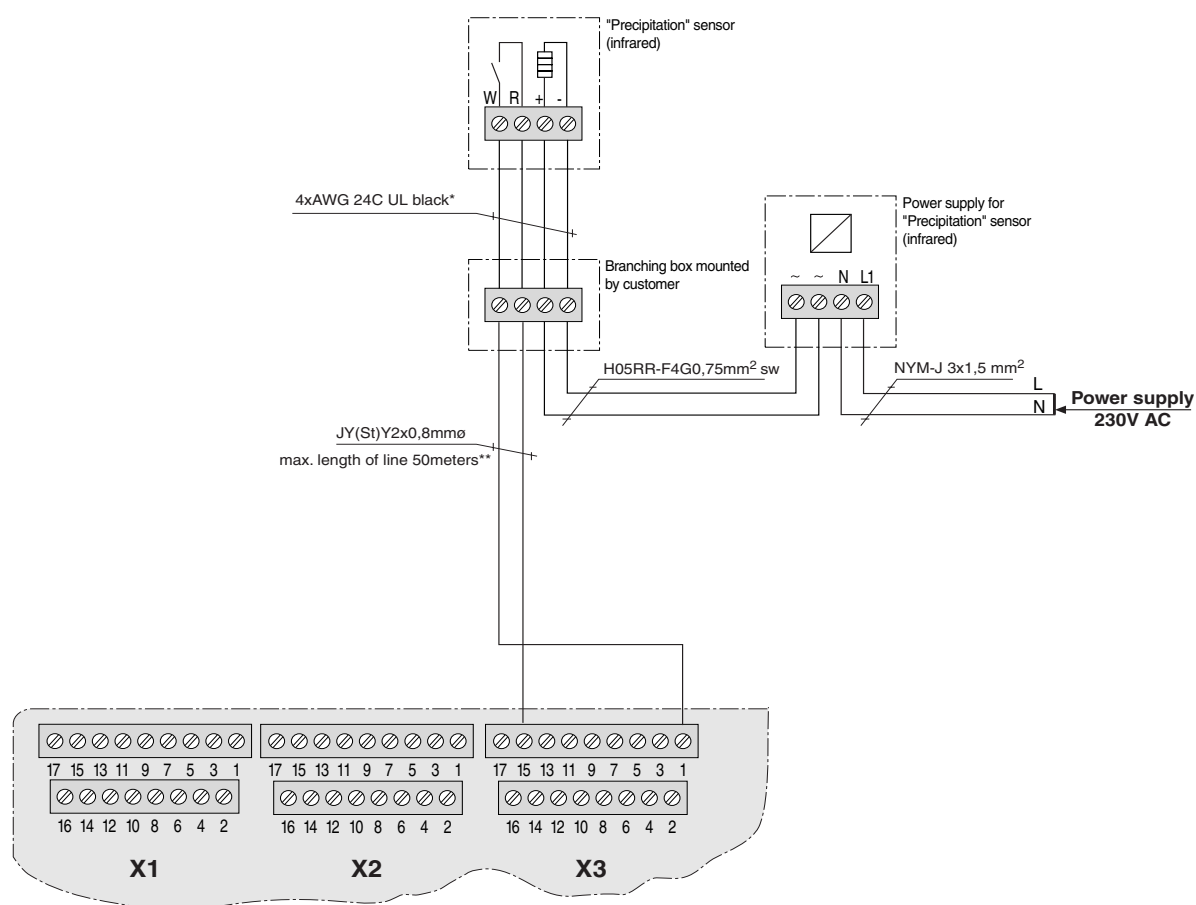 "Precipitation" sensor
(infrared)
W R + -
4xAWG 24C UL black*
Power supply for
"Precipitation" sensor
(infrared)
~ ~ N L1
Branching box mounted
by customer
H05RR-F4G0,75mm² sw
NYM-J 3x1,5 mm²
L
N
Power supply
230V AC
JY(St)Y2x0,8mmø
max. length of line 50meters**
17 15 13 11 9 7 5 3 1
17 15 13 11 9 7 5 3 1
17 15 13 11 9 7 5 3 1
16 14 12 10 8 6 4 2
16 14 12 10 8 6 4 2
16 14 12 10 8 6 4 2
X1
X2
X3